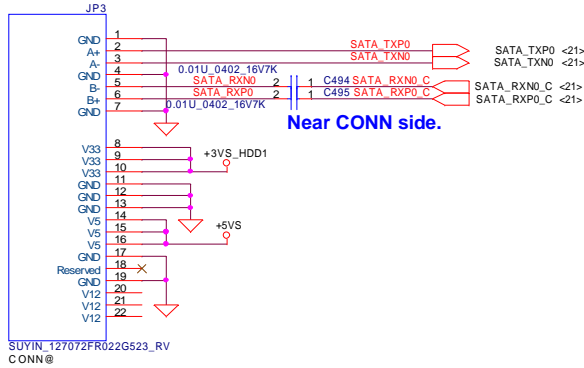 JP3
GND 1
A+ 2 SATA_TXP0 SATA_TXP0 <21>
A- 3 SATA_TXN0 SATA_TXN0 <21>
GND 4 0.01U_0402_16V7K
B- 5 SATA_RXN0 2 1 C494 SATA_RXN0_C SATA_RXN0_C <21>
B+ 6 SATA_RXP0 2 1 C495 SATA_RXP0_C SATA_RXP0_C <21>
GND 7 0.01U_0402_16V7K
Near CONN side.
V33 8
V33 9 +3VS_HDD1
V33 10
GND 11
GND 12
GND 13
V5 14
V5 15 +5VS
V5 16
GND 17
Reserved 18
GND 19
V12 20
V12 21
V12 22
SUYIN_127072FR022G523_RV
CONN@